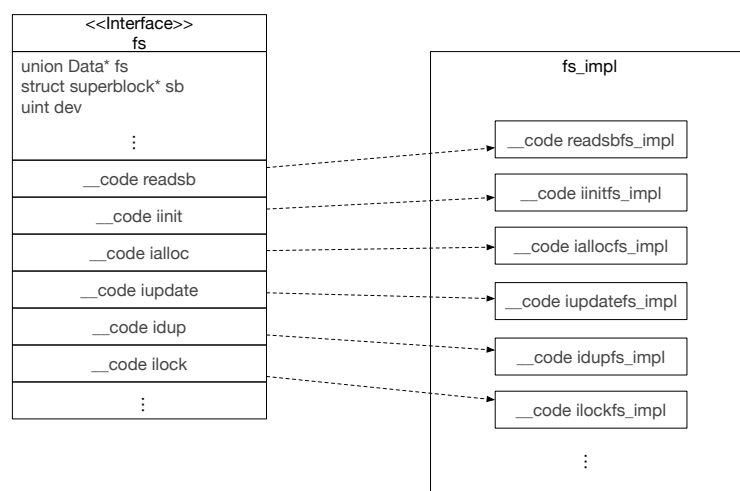 <<Interface>>
fs
union Data* fs
struct superblock* sb
uint dev
⋮
__code readsb
__code iinit
__code ialloc
__code iupdate
__code idup
__code ilock
⋮
fs_impl
__code readsbfs_impl
__code iinitfs_impl
__code iallocfs_impl
__code iupdatefs_impl
__code idupfs_impl
__code ilockfs_impl
⋮